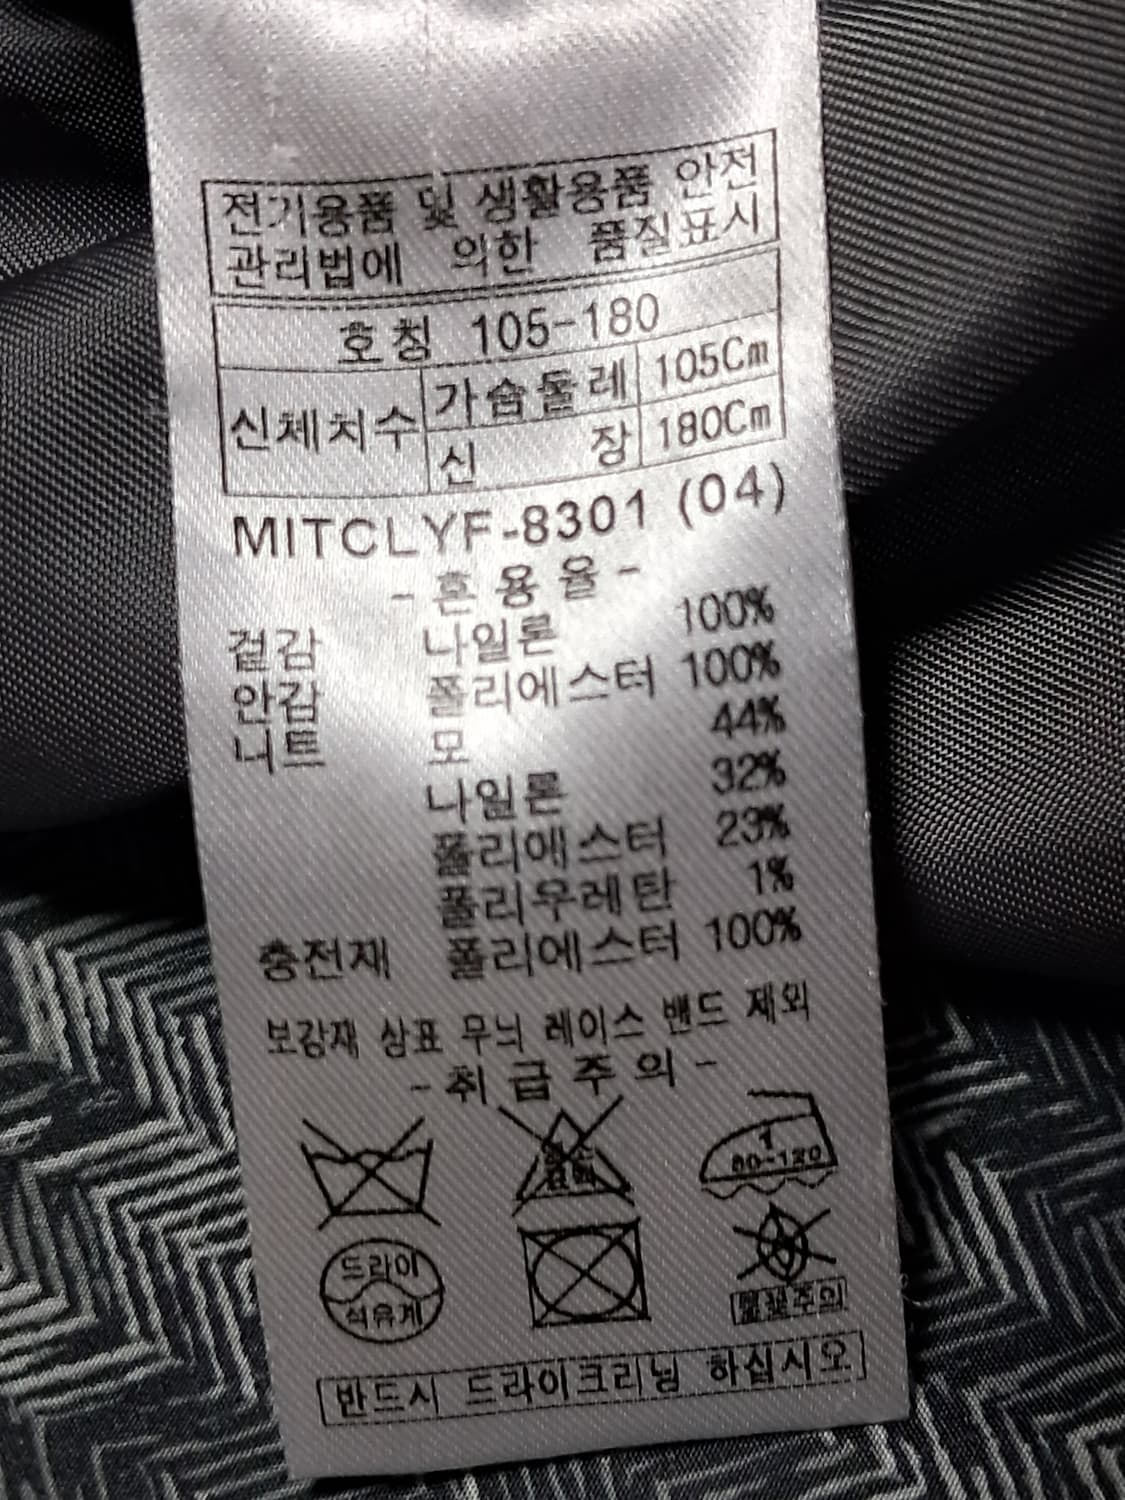 전기용품 및 생활용품 안전
관리법에 의한 품질표시
호칭 105-180
신체치수 가슴둘레 105Cm
신장 180Cm
MITCLYF-8301 (04)
- 혼용율 -
겉감 나일론 100%
안감 폴리에스터 100%
니트 모 44%
나일론 32%
폴리에스터 23%
폴리우레탄 1%
충전재 폴리에스터 100%
보강재 상표 무늬 레이스 밴드 제외
- 취급주의 -
1
80-120
드라이
석유계
불꽃주의
반드시 드라이크리닝 하십시오